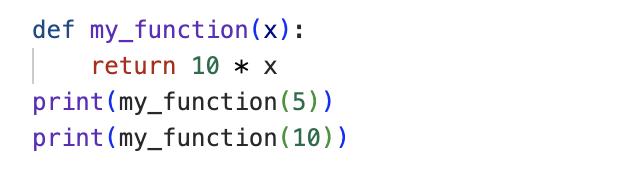 def my_function(x):
    return 10 * x
print(my_function(5))
print(my_function(10))